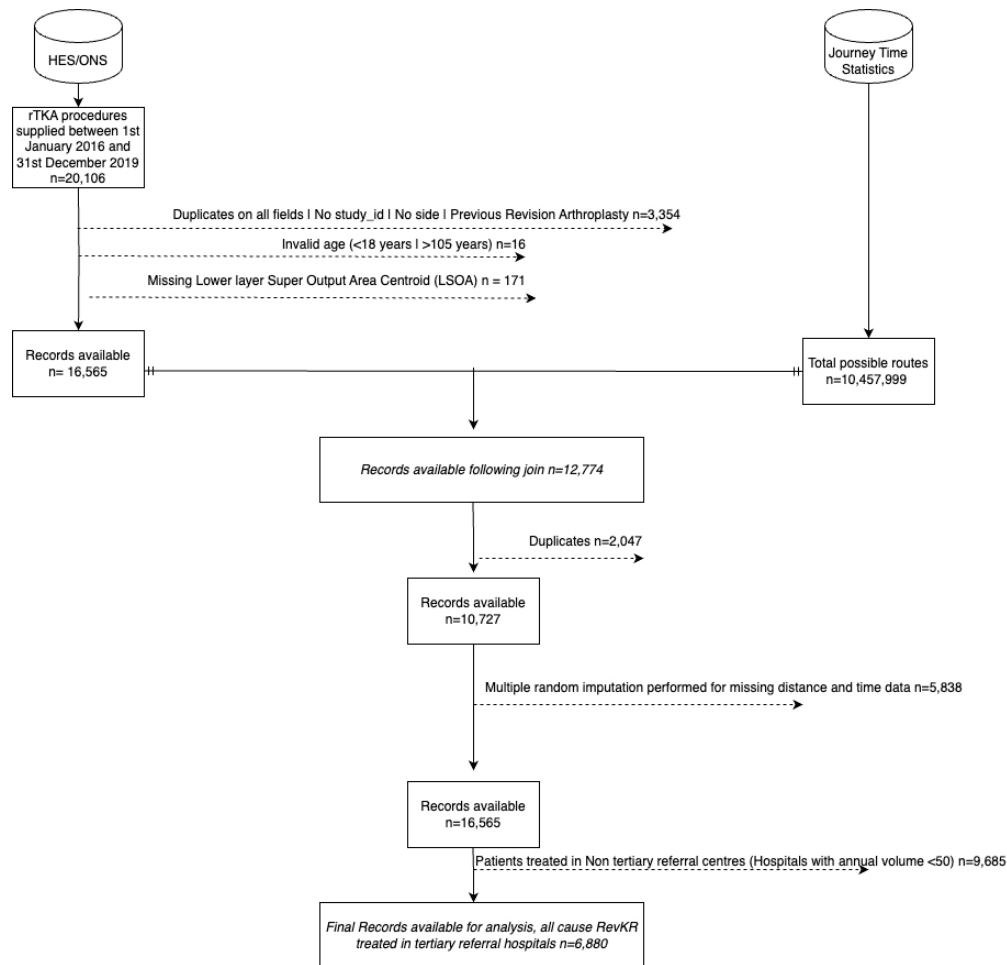 HES/ONS
Journey Time
Statistics
rTKA procedures
supplied between 1st
January 2016 and
31st December 2019
n=20,106
Duplicates on all fields | No study_id | No side | Previous Revision Arthroplasty n=3,354
Invalid age (<18 years | >105 years) n=16
Missing Lower layer Super Output Area Centroid (LSOA) n = 171
Records available
n= 16,565
Total possible routes
n=10,457,999
Records available following join n=12,774
Duplicates n=2,047
Records available
n=10,727
Multiple random imputation performed for missing distance and time data n=5,838
Records available
n=16,565
Patients treated in Non tertiary referral centres (Hospitals with annual volume <50) n=9,685
Final Records available for analysis, all cause RevKR
treated in tertiary referral hospitals n=6,880